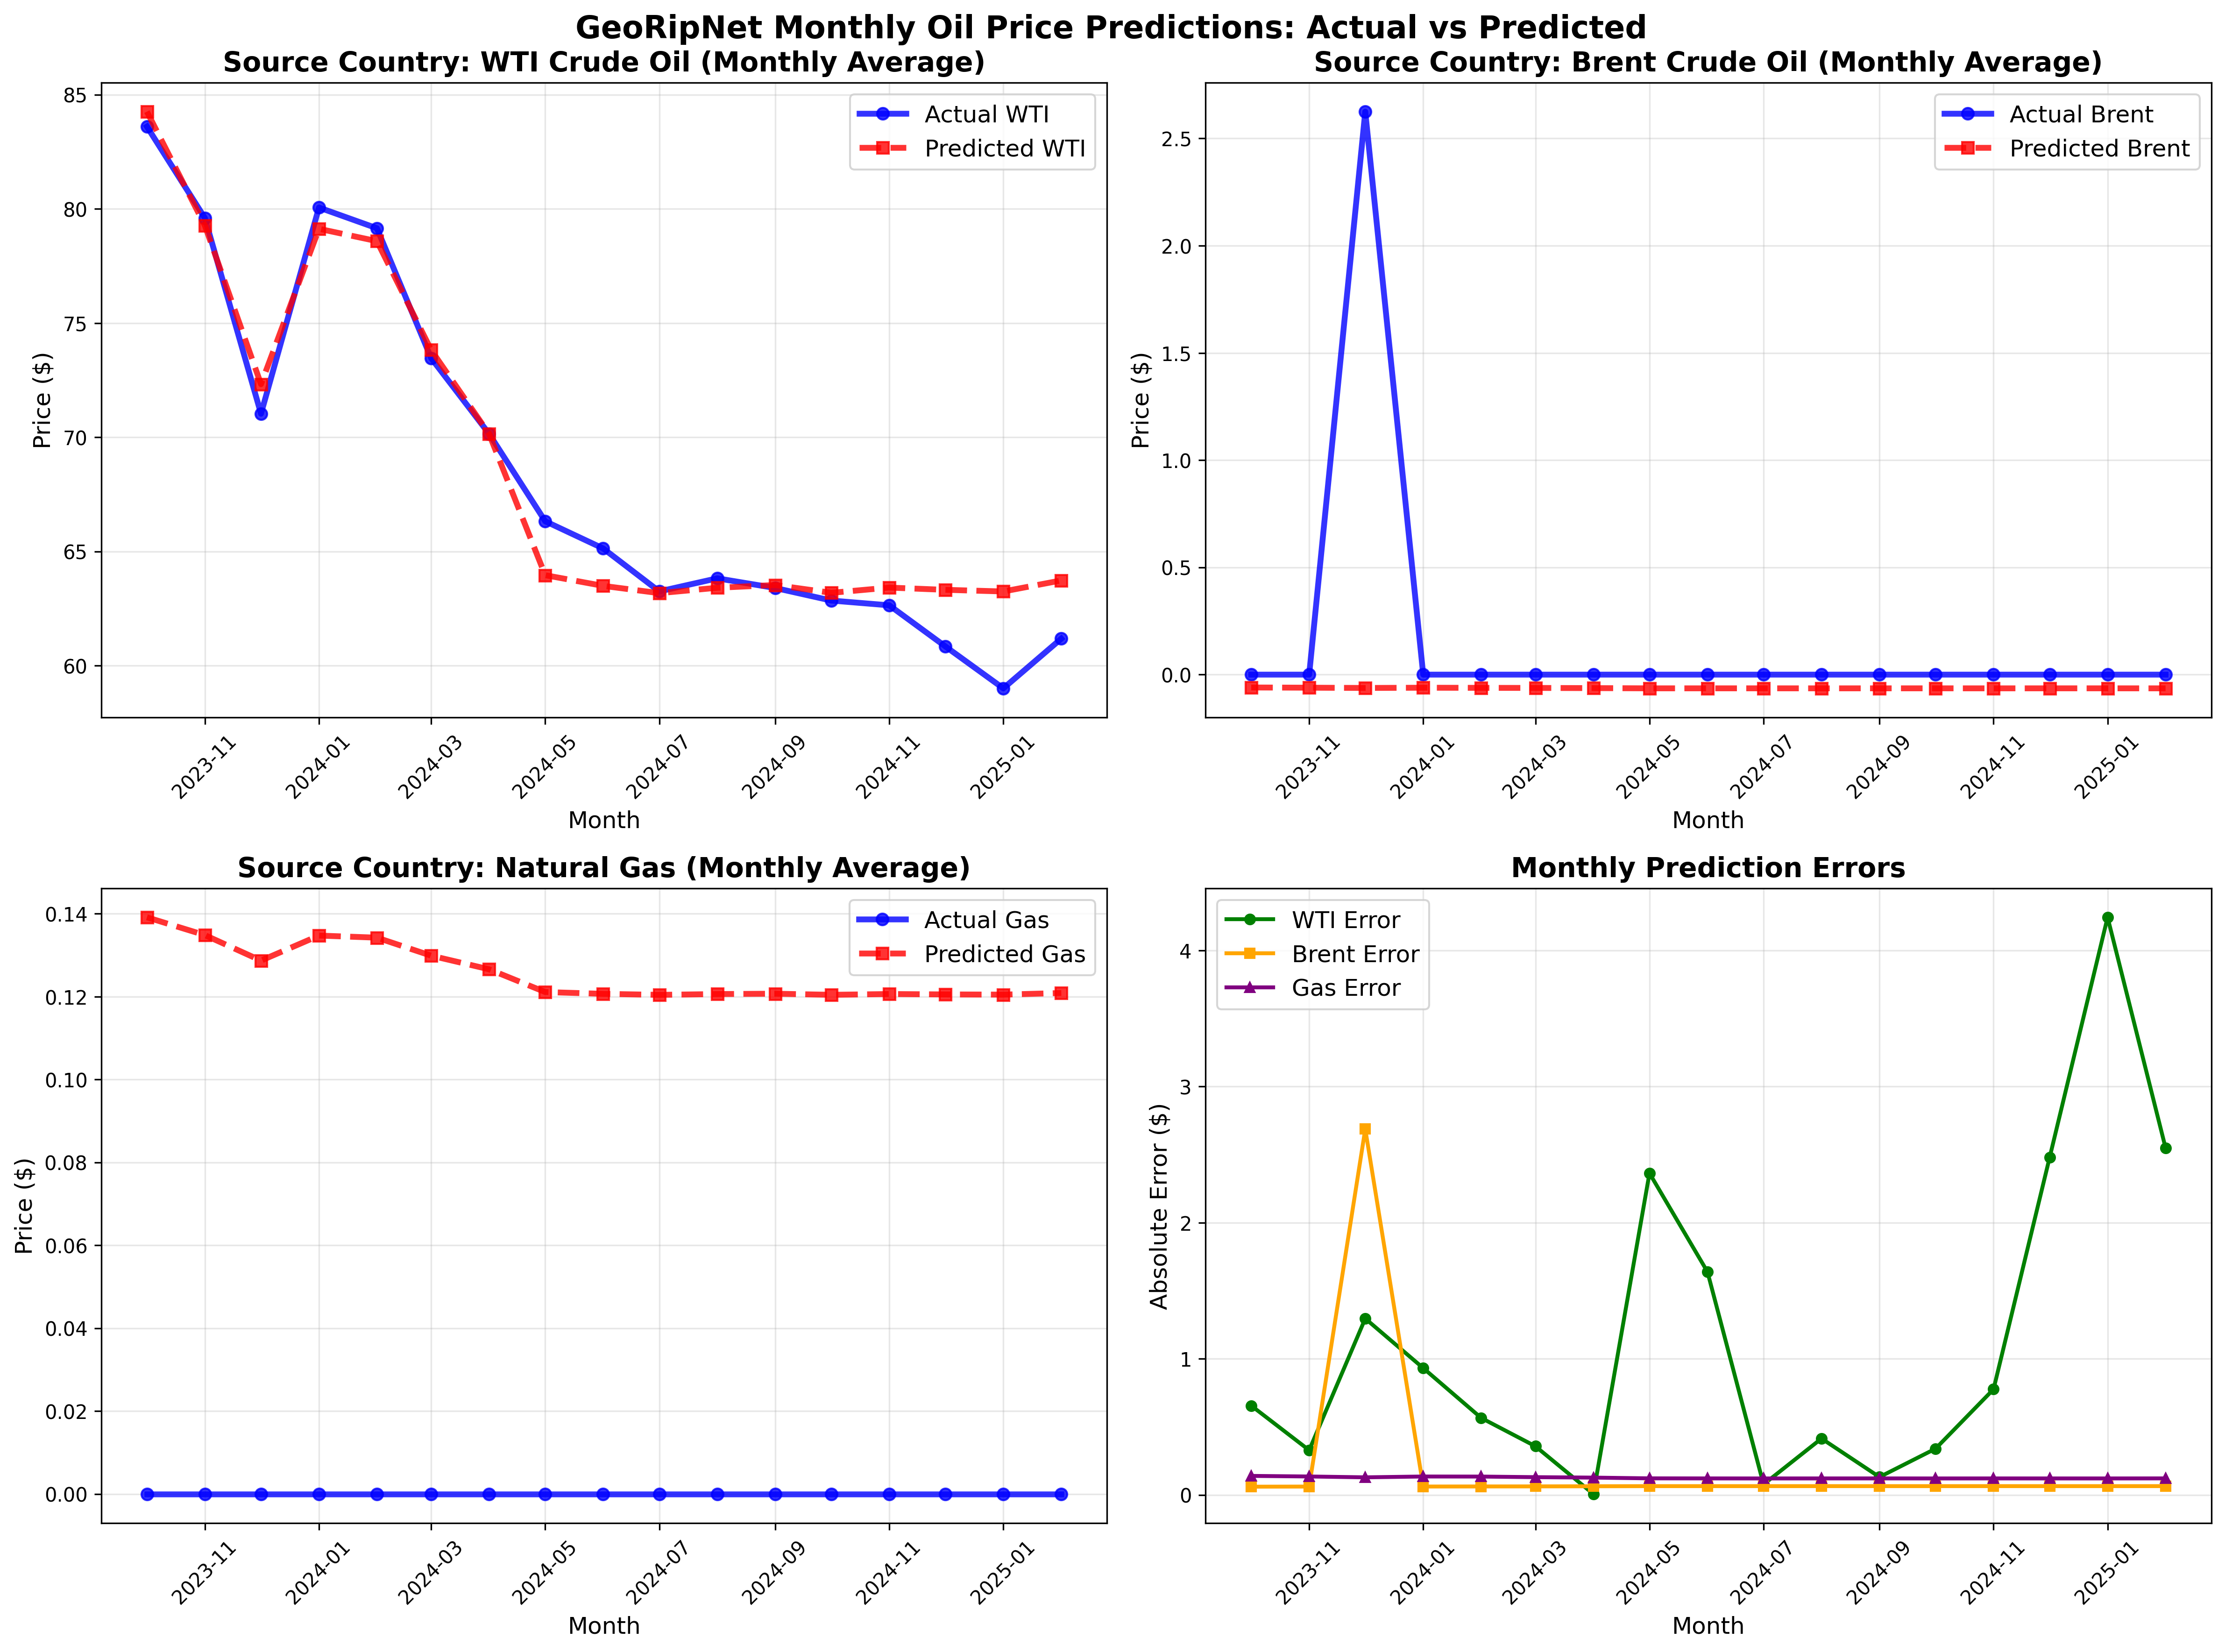 GeoRipNet Monthly Oil Price Predictions: Actual vs Predicted
Source Country: WTI Crude Oil (Monthly Average)
85
80
75
70
65
60
Price ($)
Actual WTI
Predicted WTI
2023-11
2024-01
2024-03
2024-05
2024-07
2024-09
2024-11
2025-01
Month
Source Country: Brent Crude Oil (Monthly Average)
2.5
2.0
1.5
1.0
0.5
0.0
Price ($)
Actual Brent
Predicted Brent
2023-11
2024-01
2024-03
2024-05
2024-07
2024-09
2024-11
2025-01
Month
Source Country: Natural Gas (Monthly Average)
0.14
0.12
0.10
0.08
0.06
0.04
0.02
0.00
Price ($)
Actual Gas
Predicted Gas
2023-11
2024-01
2024-03
2024-05
2024-07
2024-09
2024-11
2025-01
Month
Monthly Prediction Errors
4
3
2
1
0
Absolute Error ($)
WTI Error
Brent Error
Gas Error
2023-11
2024-01
2024-03
2024-05
2024-07
2024-09
2024-11
2025-01
Month